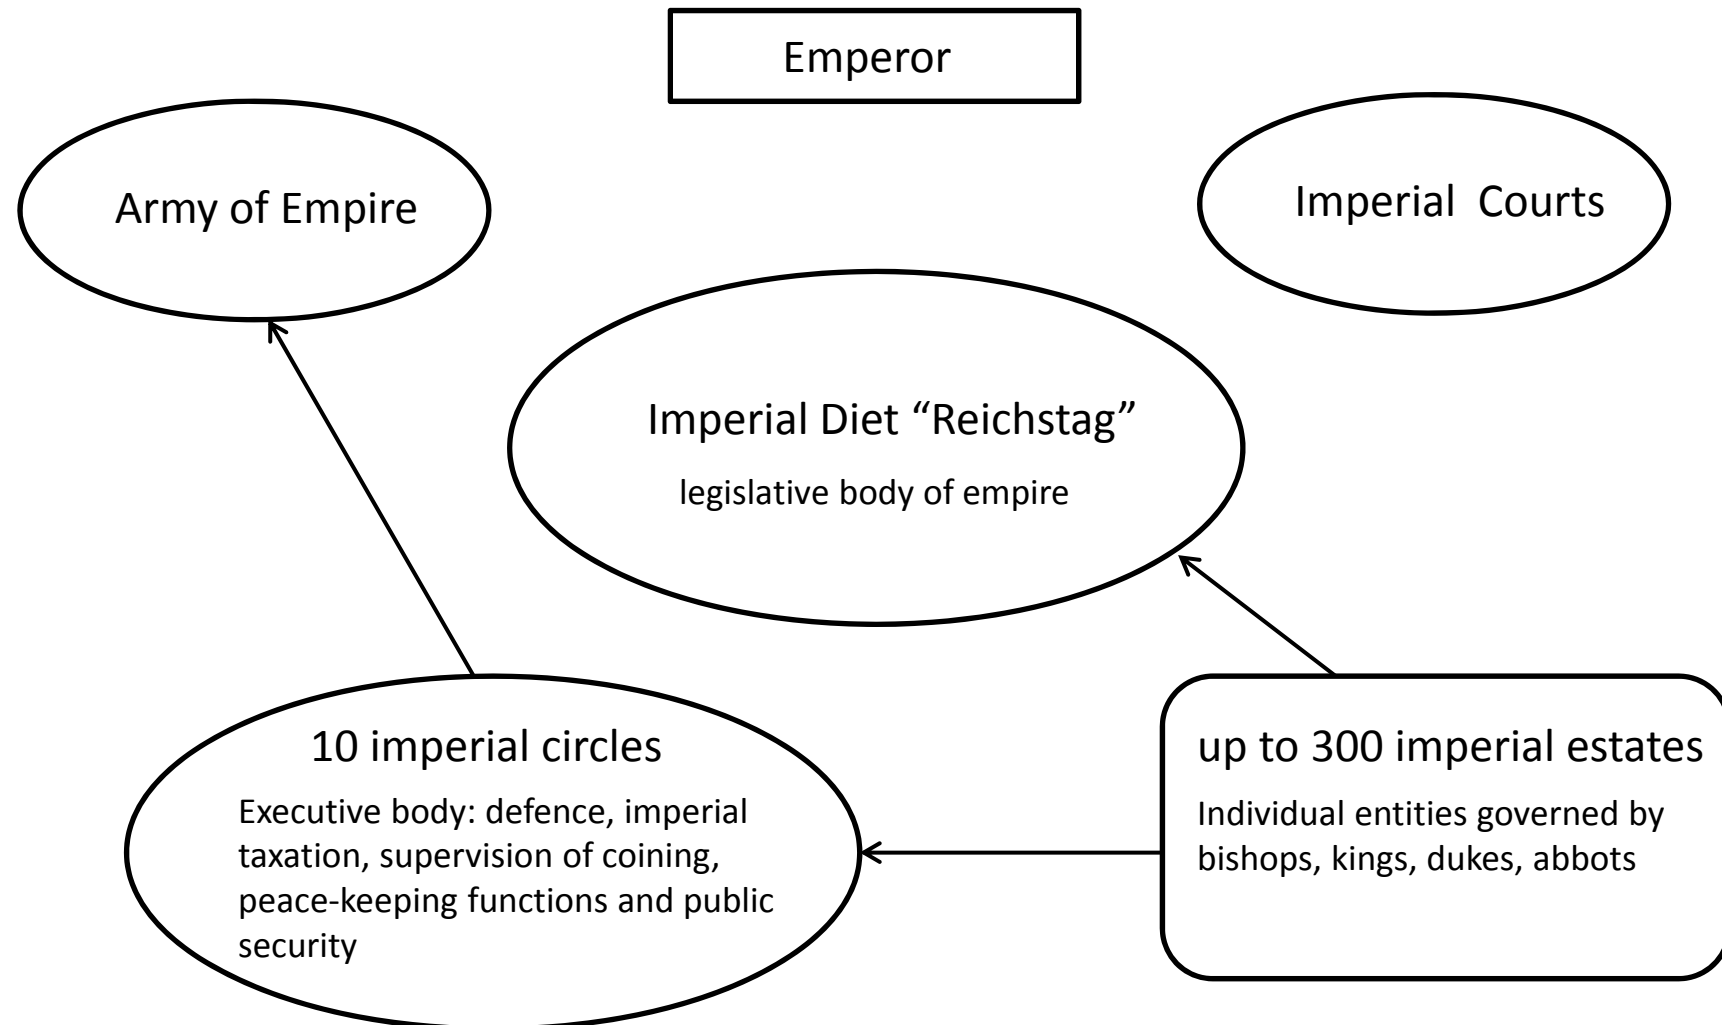 Emperor
Army of Empire
Imperial Courts
Imperial Diet “Reichstag”
legislative body of empire
10 imperial circles
Executive body: defence, imperial
taxation, supervision of coining,
peace-keeping functions and public
security
up to 300 imperial estates
Individual entities governed by
bishops, kings, dukes, abbots